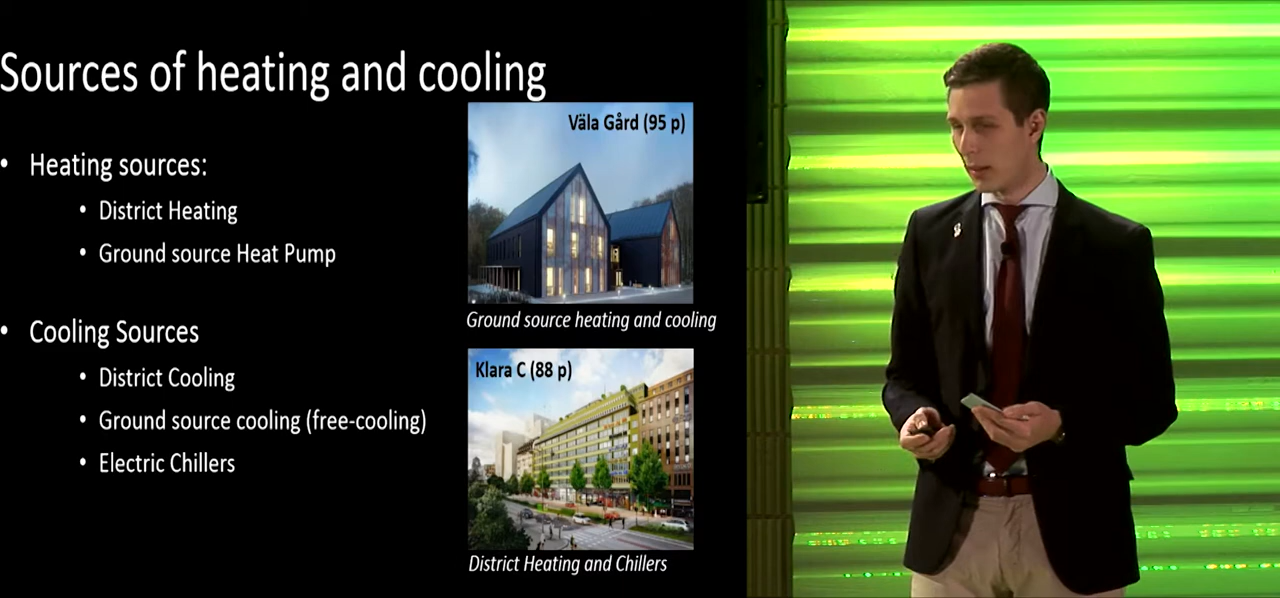 Sources of heating and cooling
• Heating sources:
• District Heating
• Ground source Heat Pump
• Cooling Sources
• District Cooling
• Ground source cooling (free-cooling)
• Electric Chillers
Väla Gård (95 p)
Ground source heating and cooling
Klara C (88 p)
District Heating and Chillers